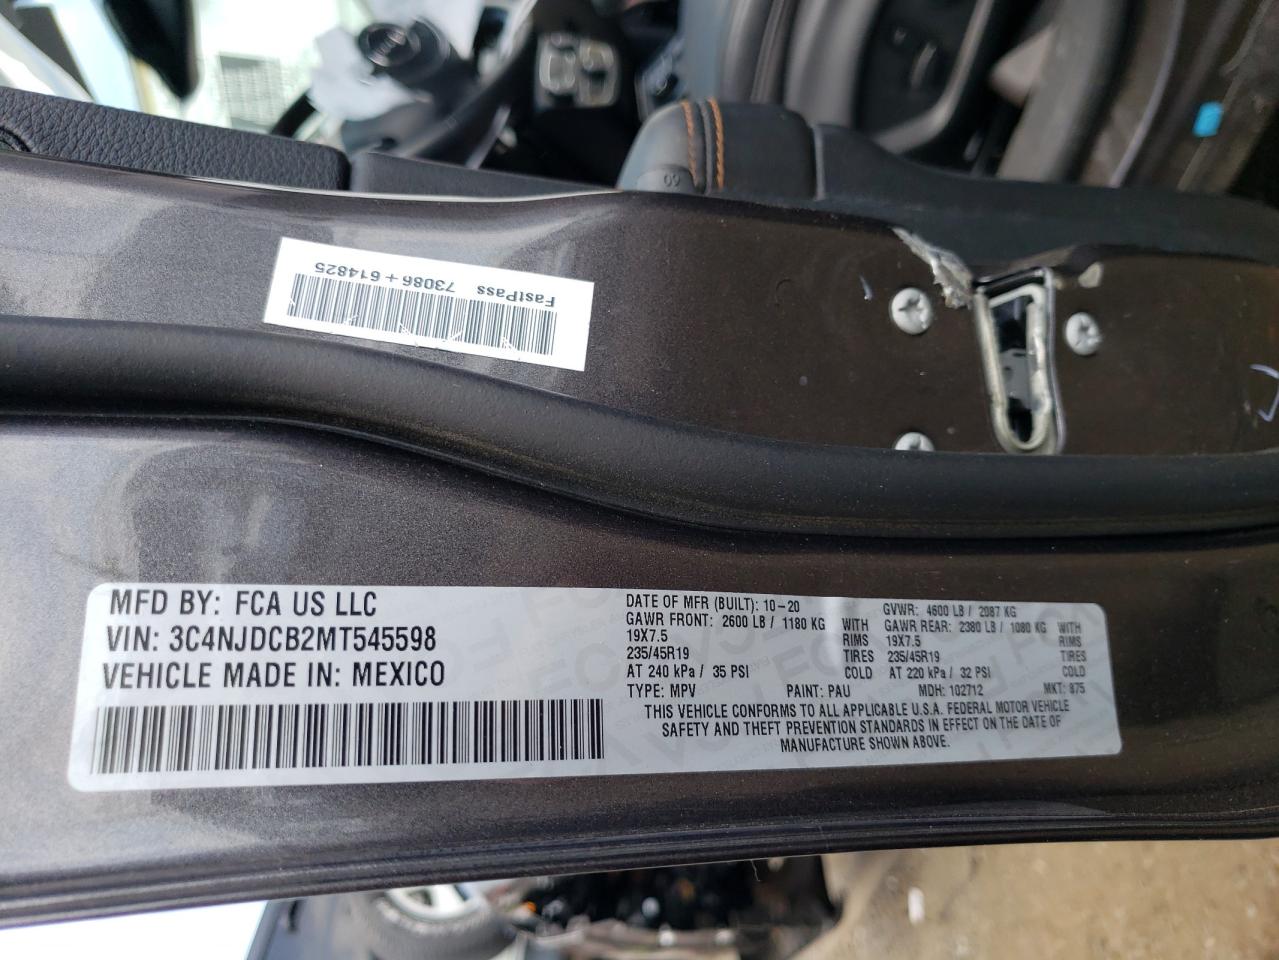 FastPass 73086 + 614825
60
MFD BY: FCA US LLC
VIN: 3C4NJDCB2MT545598
VEHICLE MADE IN: MEXICO
DATE OF MFR (BUILT): 10-20
GAWR FRONT: 2600 LB / 1180 KG WITH
19X7.5 RIMS
235/45R19 TIRES
AT 240 kPa / 35 PSI COLD
GVWR: 4600 LB / 2087 KG
GAWR REAR: 2380 LB / 1080 KG WITH
19X7.5 RIMS
235/45R19 TIRES
AT 220 kPa / 32 PSI COLD
TYPE: MPV PAINT: PAU MDH: 102712 MKT: 875
THIS VEHICLE CONFORMS TO ALL APPLICABLE U.S.A. FEDERAL MOTOR VEHICLE
SAFETY AND THEFT PREVENTION STANDARDS IN EFFECT ON THE DATE OF
MANUFACTURE SHOWN ABOVE.